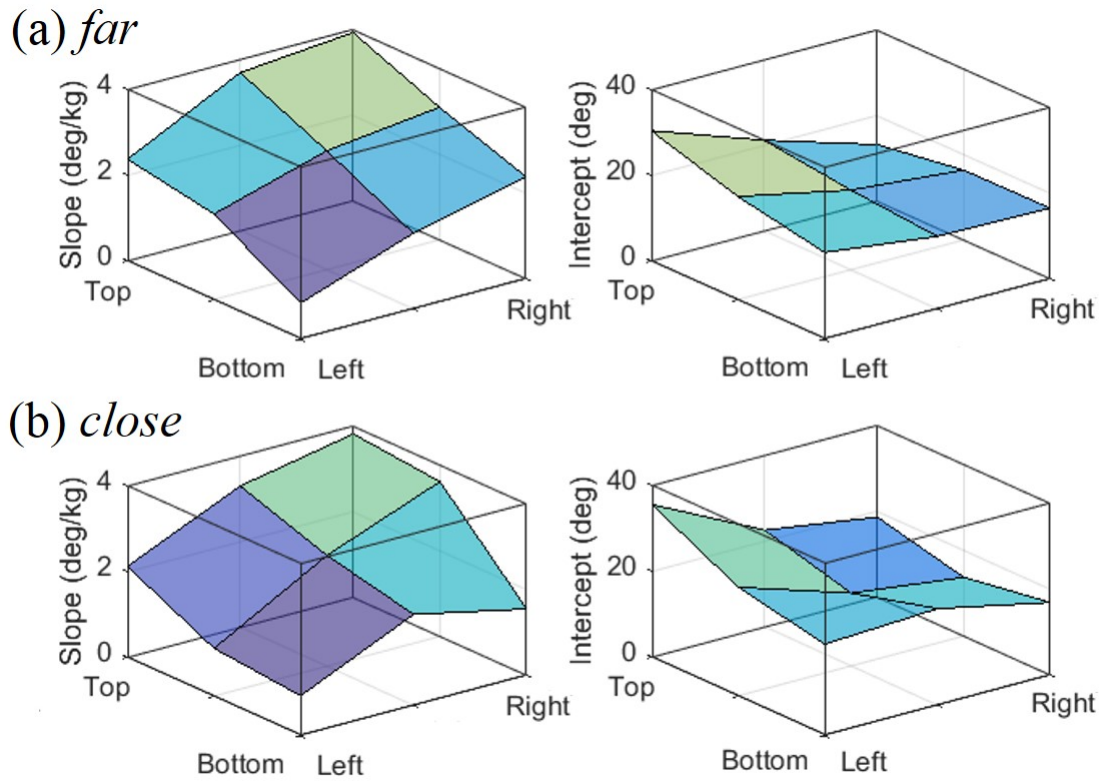 (a) far
Slope (deg/kg)
4
2
0
Top
Bottom
Left
Right
Intercept (deg)
40
20
0
Top
Bottom
Left
Right
(b) close
Slope (deg/kg)
4
2
0
Top
Bottom
Left
Right
Intercept (deg)
40
20
0
Top
Bottom
Left
Right